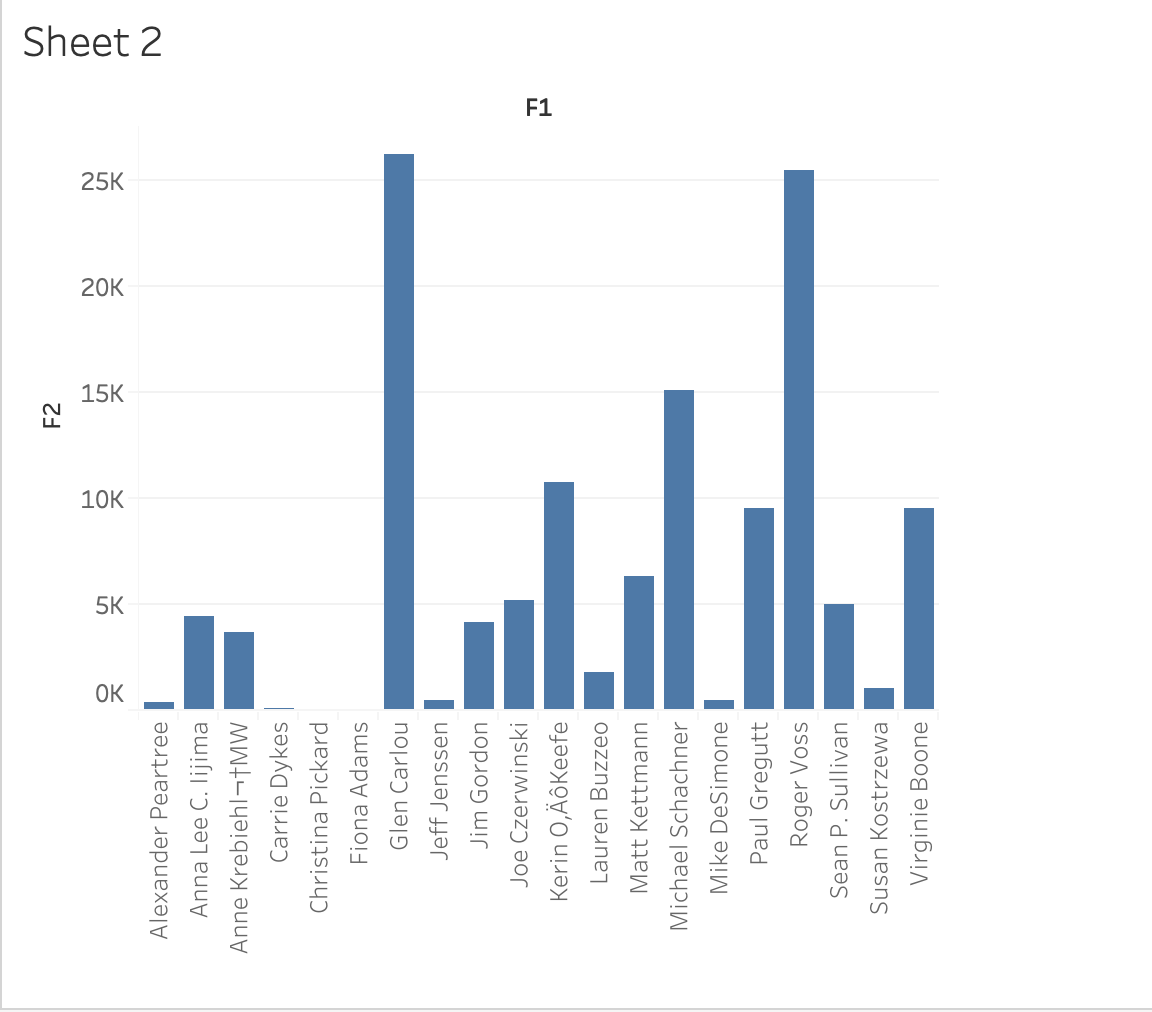 Sheet 2
F1
F2
25K
20K
15K
10K
5K
0K
Alexander Peartree
Anna Lee C. Iijima
Anne Krebiehl¬†MW
Carrie Dykes
Christina Pickard
Fiona Adams
Glen Carlou
Jeff Jenssen
Jim Gordon
Joe Czerwinski
Kerin O‚ÄôKeefe
Lauren Buzzeo
Matt Kettmann
Michael Schachner
Mike DeSimone
Paul Gregutt
Roger Voss
Sean P. Sullivan
Susan Kostrzewa
Virginie Boone